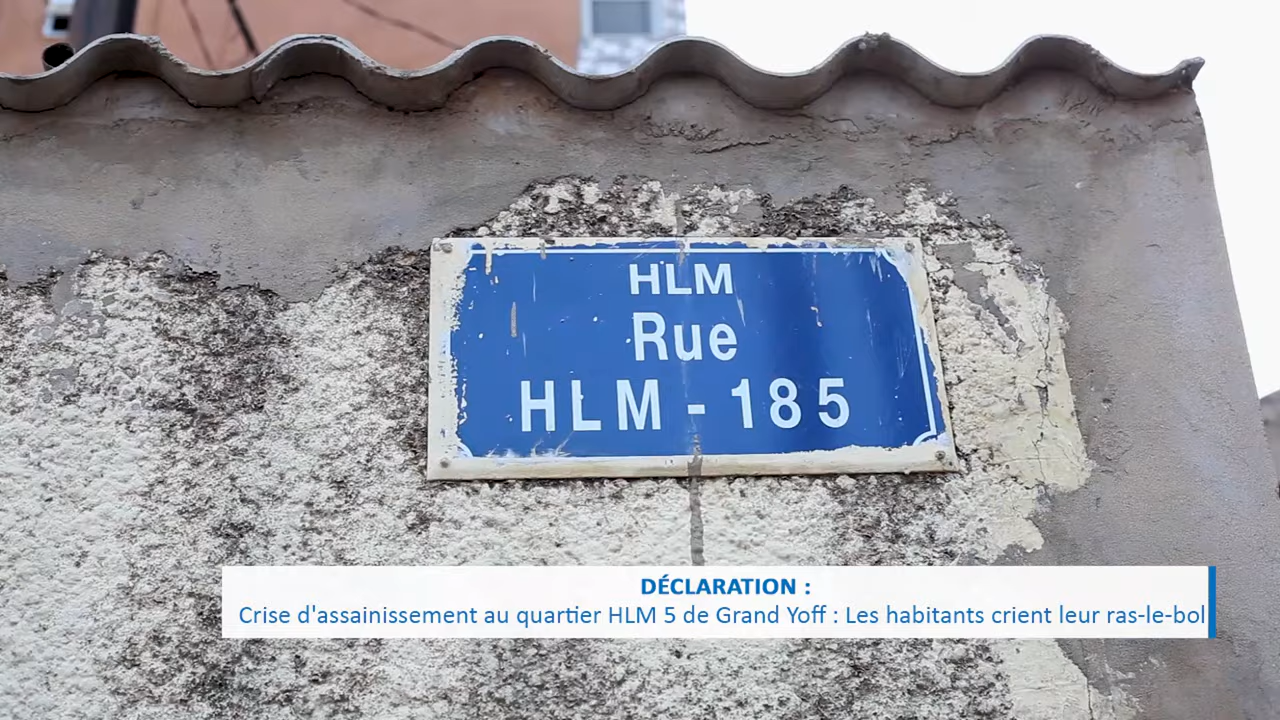 HLM
Rue
HLM - 185
DÉCLARATION :
Crise d'assainissement au quartier HLM 5 de Grand Yoff : Les habitants crient leur ras-le-bol